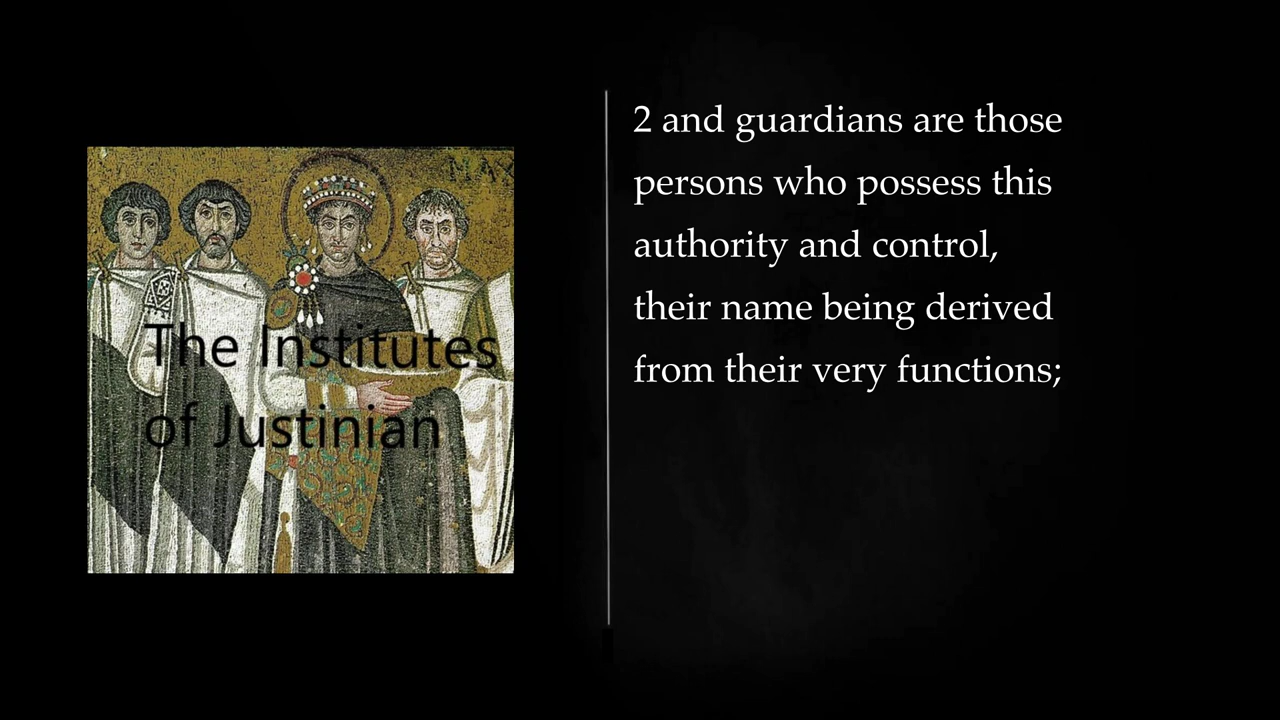 The Institutes
of Justinian
2 and guardians are those
persons who possess this
authority and control,
their name being derived
from their very functions;